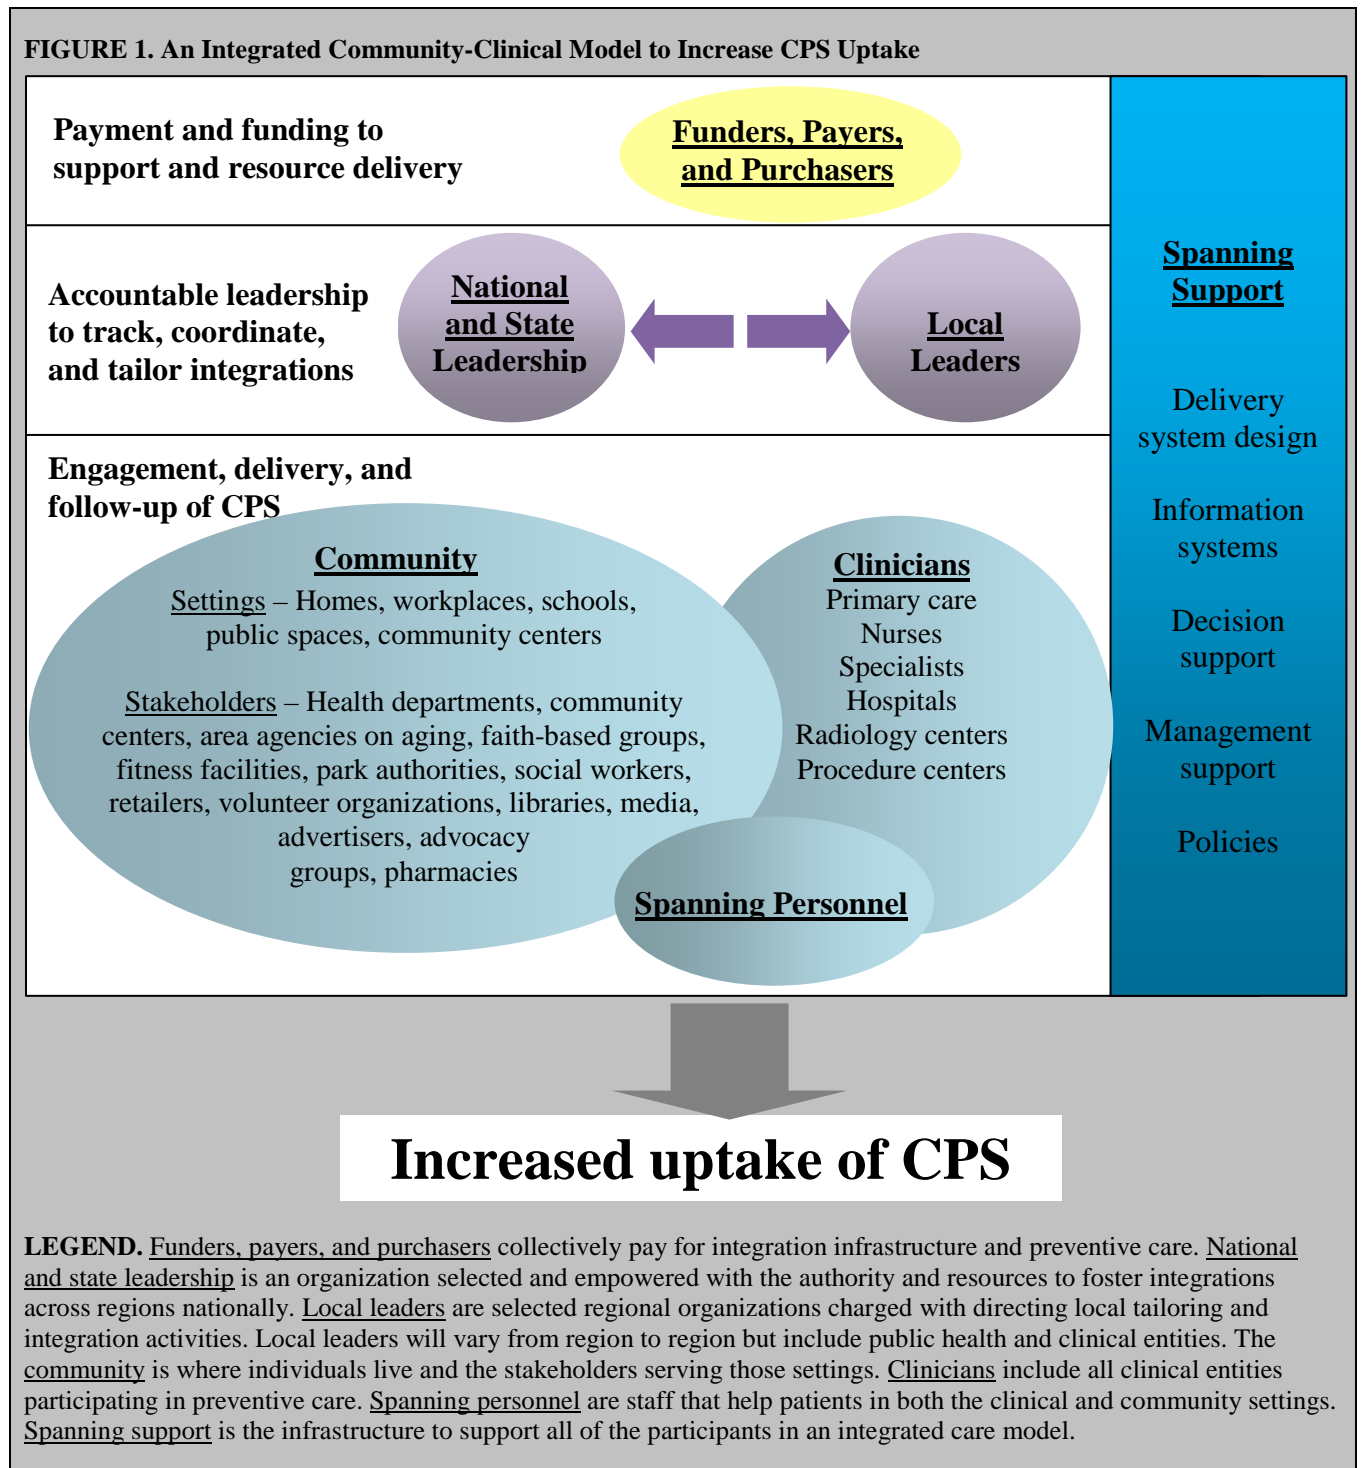 FIGURE 1. An Integrated Community-Clinical Model to Increase CPS Uptake
Payment and funding to
support and resource delivery
Funders, Payers,
and Purchasers
Accountable leadership
to track, coordinate,
and tailor integrations
National
and State
Leadership
Local
Leaders
Engagement, delivery, and
follow-up of CPS
Community
Settings – Homes, workplaces, schools,
public spaces, community centers
Stakeholders – Health departments, community
centers, area agencies on aging, faith-based groups,
fitness facilities, park authorities, social workers,
retailers, volunteer organizations, libraries, media,
advertisers, advocacy
groups, pharmacies
Clinicians
Primary care
Nurses
Specialists
Hospitals
Radiology centers
Procedure centers
Spanning Personnel
Spanning
Support
Delivery
system design
Information
systems
Decision
support
Management
support
Policies
Increased uptake of CPS
LEGEND. Funders, payers, and purchasers collectively pay for integration infrastructure and preventive care. National
and state leadership is an organization selected and empowered with the authority and resources to foster integrations
across regions nationally. Local leaders are selected regional organizations charged with directing local tailoring and
integration activities. Local leaders will vary from region to region but include public health and clinical entities. The
community is where individuals live and the stakeholders serving those settings. Clinicians include all clinical entities
participating in preventive care. Spanning personnel are staff that help patients in both the clinical and community settings.
Spanning support is the infrastructure to support all of the participants in an integrated care model.